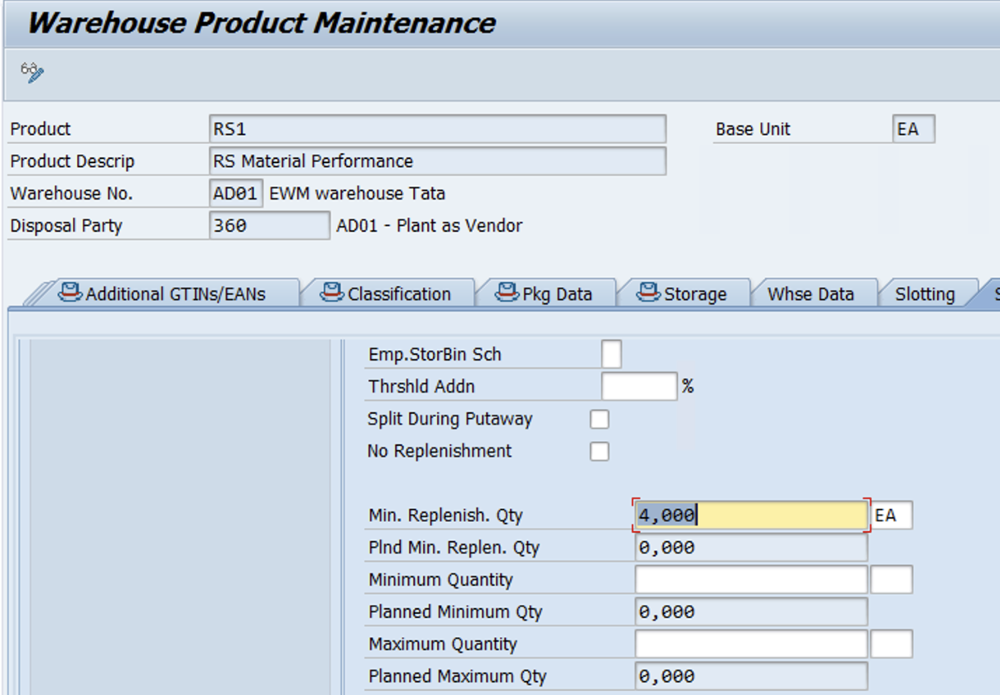 Warehouse Product Maintenance
Product RS1 Base Unit EA
Product Descrip RS Material Performance
Warehouse No. AD01 EWM warehouse Tata
Disposal Party 360 AD01 - Plant as Vendor
Additional GTINs/EANs Classification Pkg Data Storage Whse Data Slotting S
Emp.StorBin Sch
Thrshld Addn %
Split During Putaway
No Replenishment
Min. Replenish. Qty 4,000 EA
Plnd Min. Replen. Qty 0,000
Minimum Quantity
Planned Minimum Qty 0,000
Maximum Quantity
Planned Maximum Qty 0,000